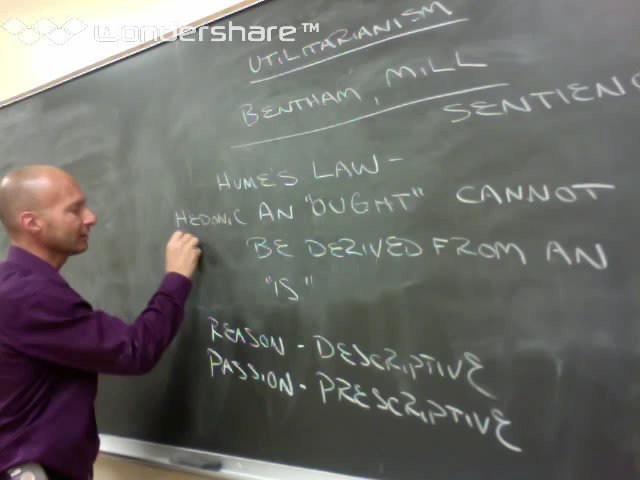 wondershare™
UTILITARIANISM
BENTHAM, MILL
SENTIENC
HUME'S LAW -
HEDONIC AN "OUGHT" CANNOT
BE DERIVED FROM AN
"IS"
REASON - DESCRIPTIVE
PASSION - PRESCRIPTIVE